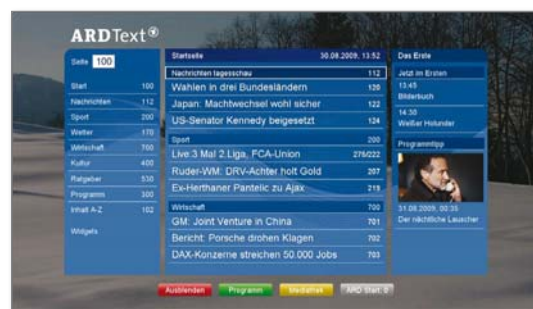 ARDText
Seite 100
Start 100
Nachrichten 112
Sport 200
Wetter 170
Wirtschaft 700
Kultur 400
Ratgeber 530
Programm 300
Inhalt A-Z 102
Widgets
Startseite 30.08.2009, 13:52
Nachrichten tagesschau 112
Wahlen in drei Bundesländern 120
Japan: Machtwechsel wohl sicher 122
US-Senator Kennedy beigesetzt 124
Sport 200
Live 3 Mal 2.Liga, FCA-Union 276/222
Ruder-WM: DRV-Achter holt Gold 207
Ex-Herthaner Pantelic zu Ajax 213
Wirtschaft 700
GM: Joint Venture in China 701
Bericht: Porsche drohen Klagen 702
DAX-Konzerne streichen 50.000 Jobs 703
Das Erste
Jetzt im Ersten
13:45
Bilderbuch
14:30
Weißer Holunder
Programmtipp
31.08.2009, 00:35
Der nächtliche Lauscher
Ausblenden Programm Mediathek ARD Start: 0